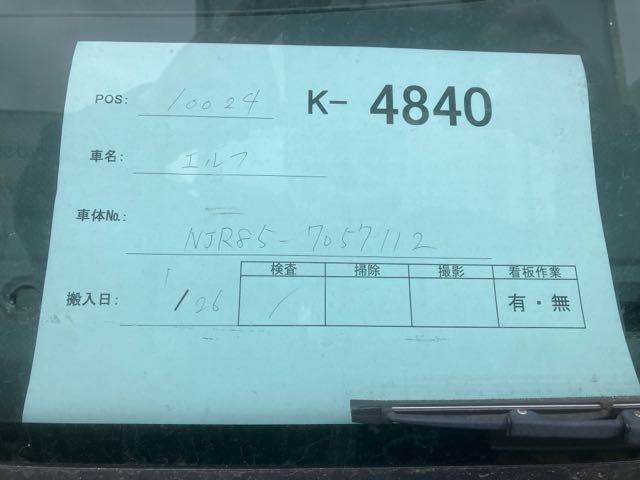 POS: 10024 K- 4840
車名: エルフ
車体No.: NJR85-7057112
搬入日: 1/26
検査 掃除 撮影 看板作業
/ 有・無